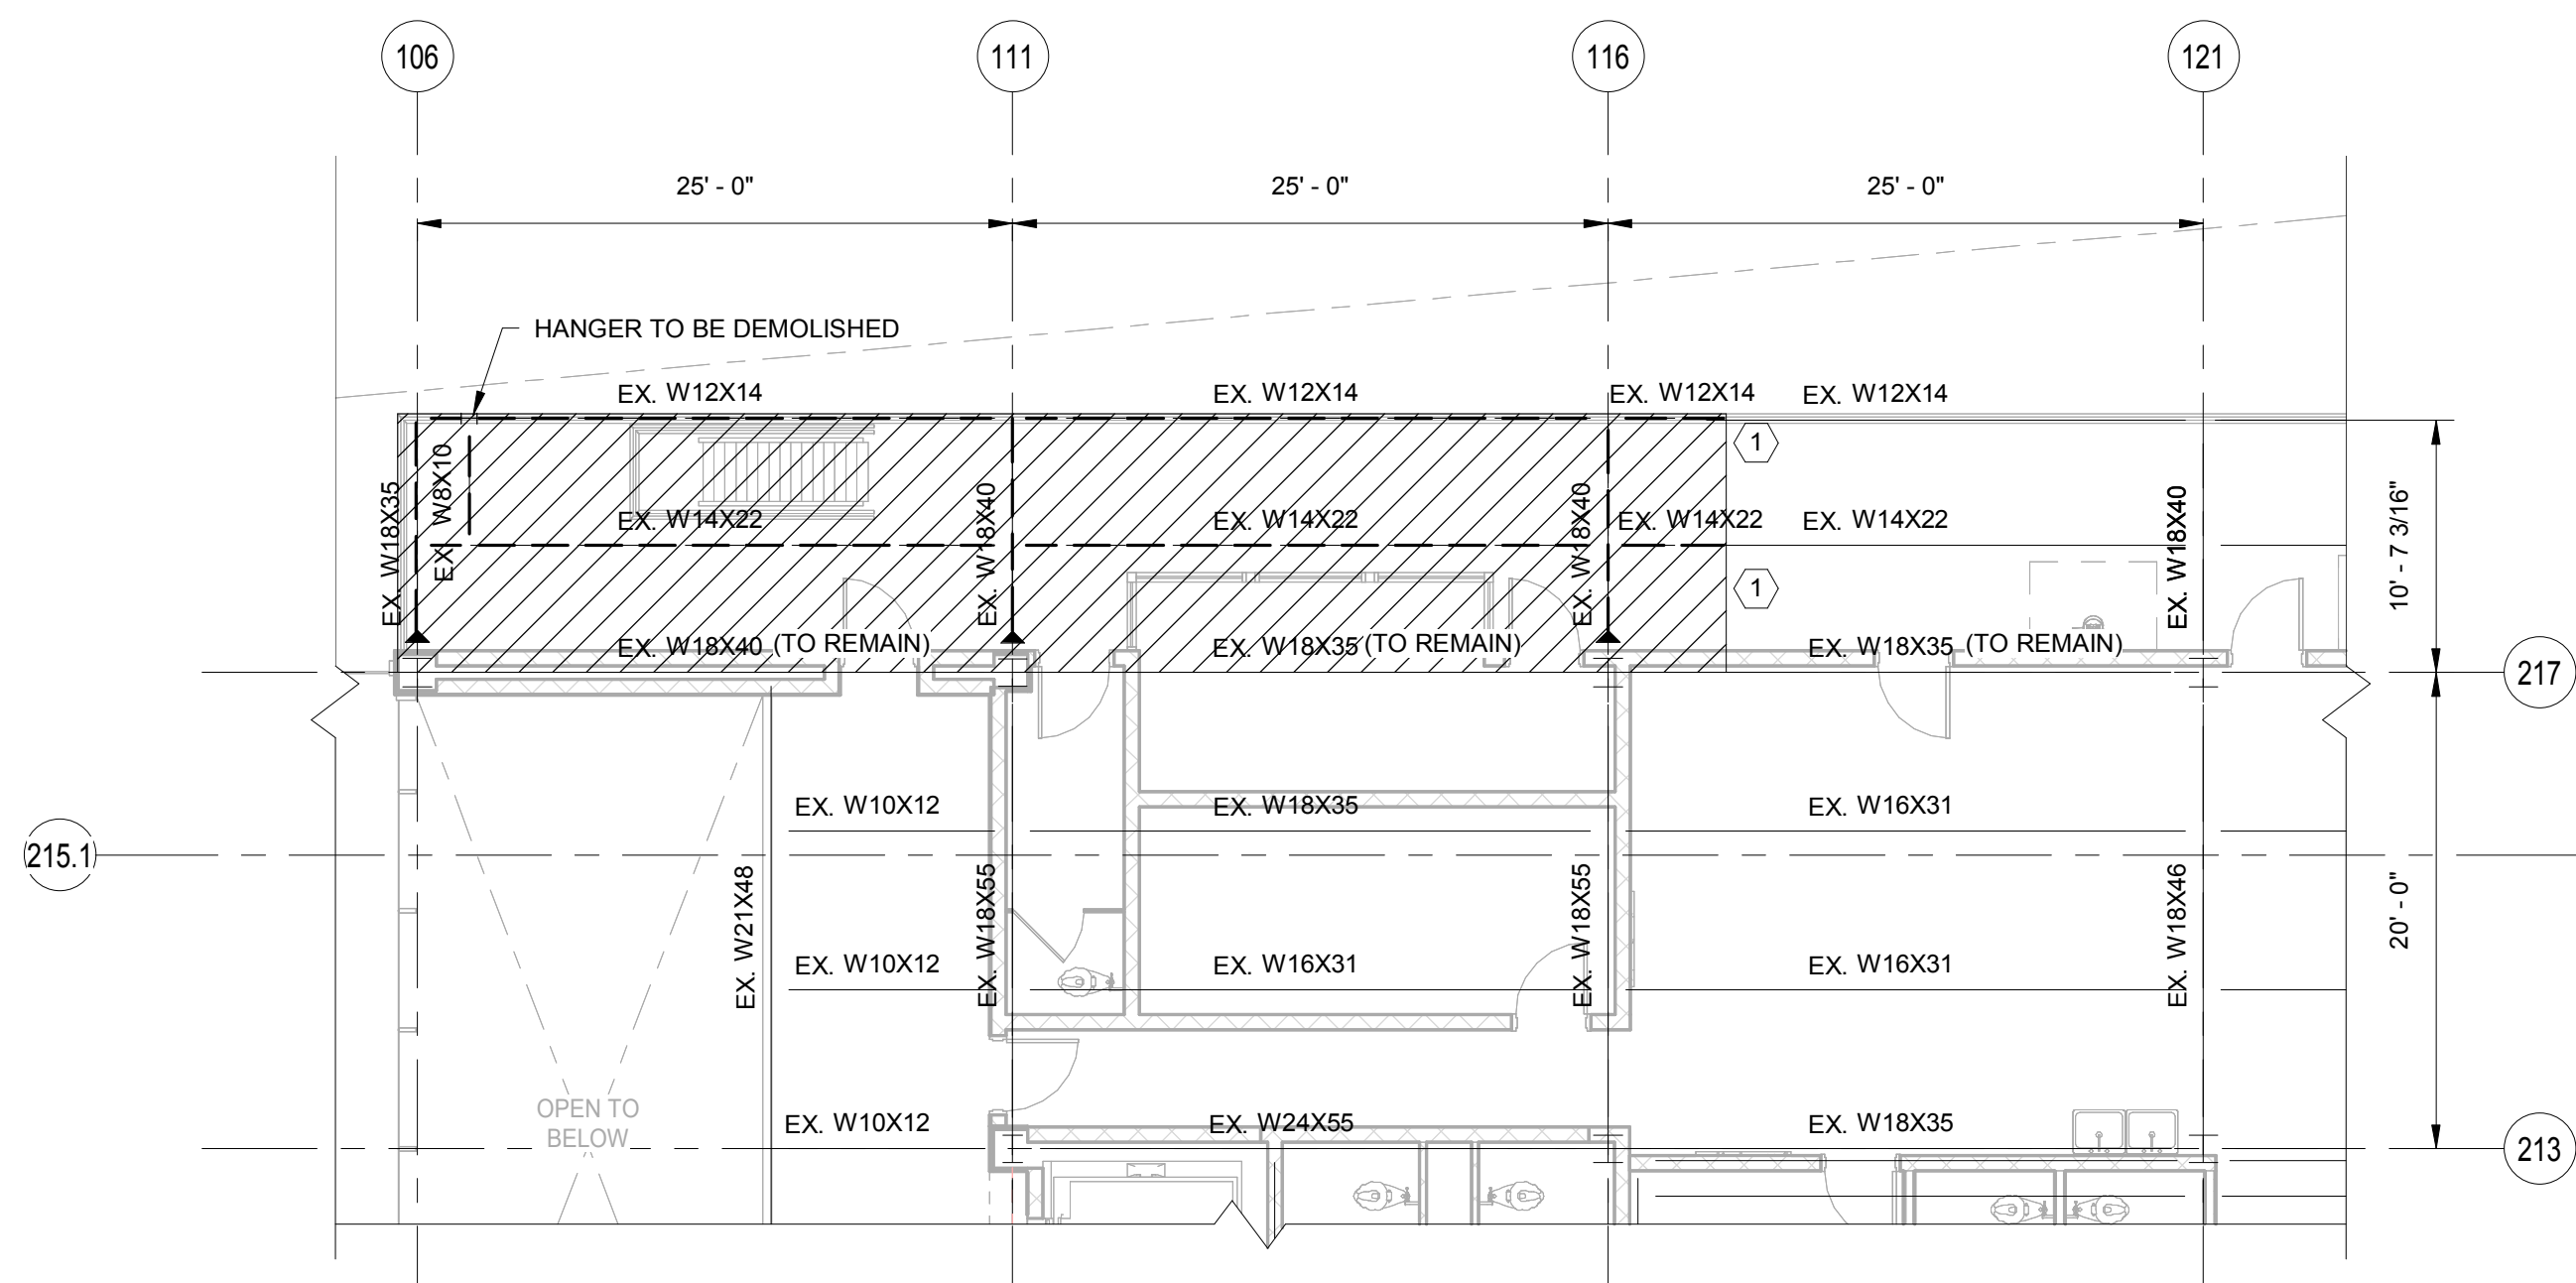 106
111
116
121
25' - 0"
25' - 0"
25' - 0"
HANGER TO BE DEMOLISHED
EX. W12X14
EX. W12X14
EX. W12X14
EX. W12X14
1
EX. W18X35
EX. W8X10
EX. W18X40
EX. W18X40
EX. W18X40
10' - 7 3/16"
EX. W14X22
EX. W14X22
EX. W14X22
EX. W14X22
1
EX. W18X40 (TO REMAIN)
EX. W18X35 (TO REMAIN)
EX. W18X35 (TO REMAIN)
217
EX. W10X12
EX. W18X35
EX. W16X31
215.1
EX. W21X48
EX. W18X55
EX. W18X55
EX. W18X46
20' - 0"
EX. W10X12
EX. W16X31
EX. W16X31
OPEN TO
BELOW
EX. W10X12
EX. W24X55
EX. W18X35
213